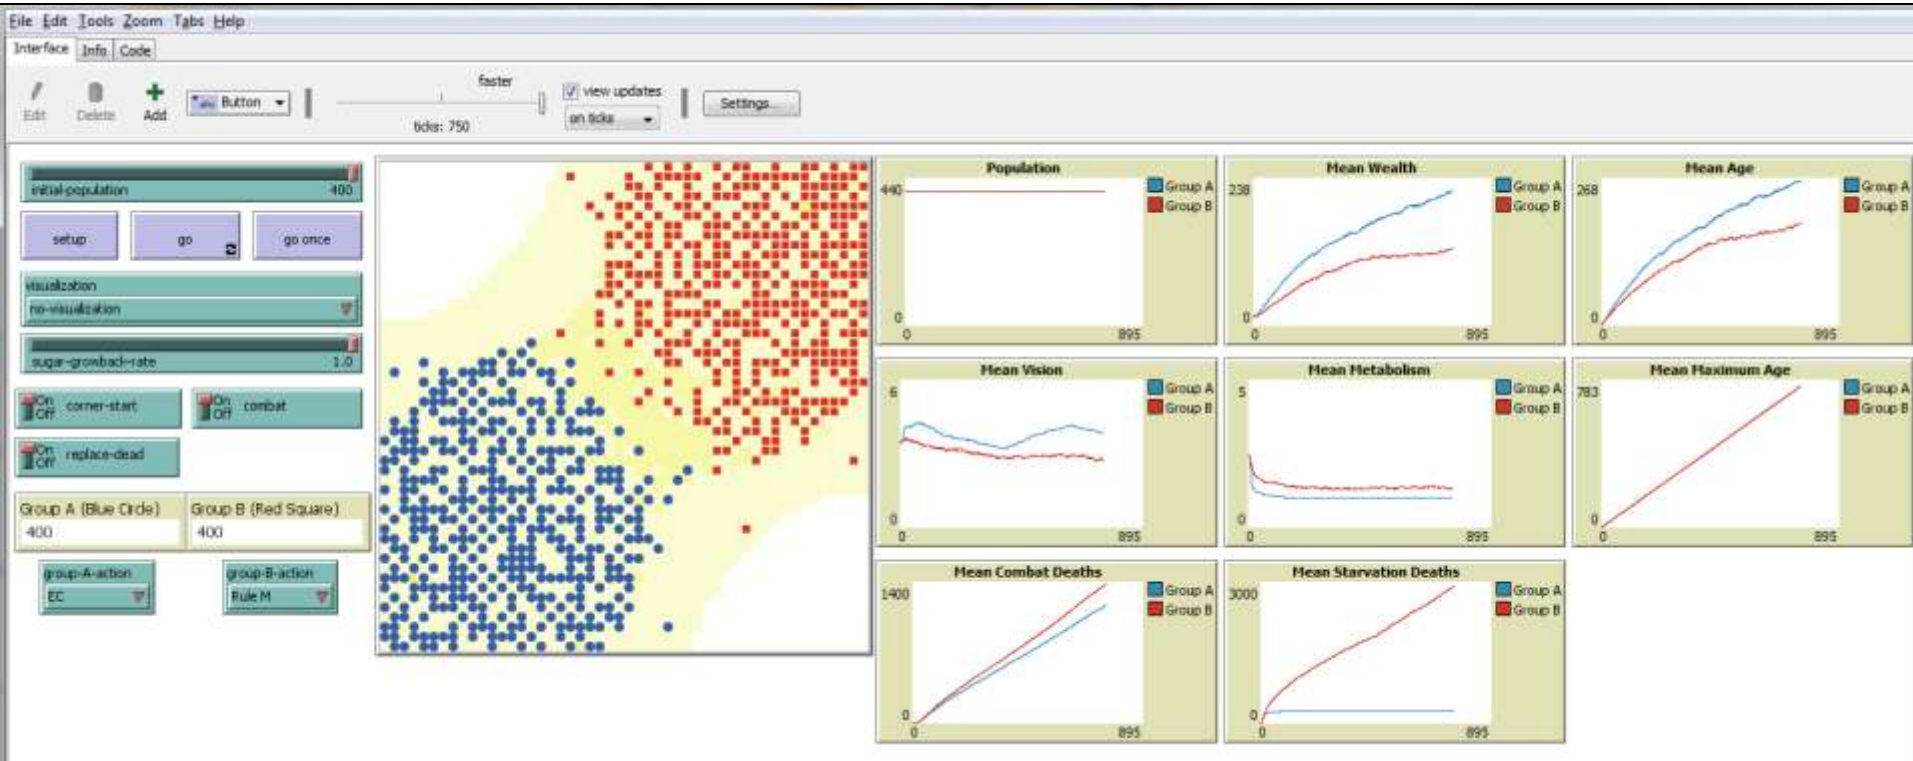 File Edit Tools Zoom Tabs Help
Interface Info Code
Edit Delete Add Button faster ticks: 750 view updates on ticks Settings...
initial-population 400
setup go go once
visualization
no-visualization
sugar-growback-rate 1.0
On Off corner-start On Off combat
On Off replace-dead
Group A (Blue Circle) Group B (Red Square)
400 400
group-A-action group-B-action
EC Rule M
Population
440
0
0 895
Group A
Group B
Mean Wealth
238
0
0 895
Group A
Group B
Mean Age
268
0
0 895
Group A
Group B
Mean Vision
6
0
0 895
Group A
Group B
Mean Metabolism
5
0
0 895
Group A
Group B
Mean Maximum Age
783
0
0 895
Group A
Group B
Mean Combat Deaths
1400
0
0 895
Group A
Group B
Mean Starvation Deaths
3000
0
0 895
Group A
Group B